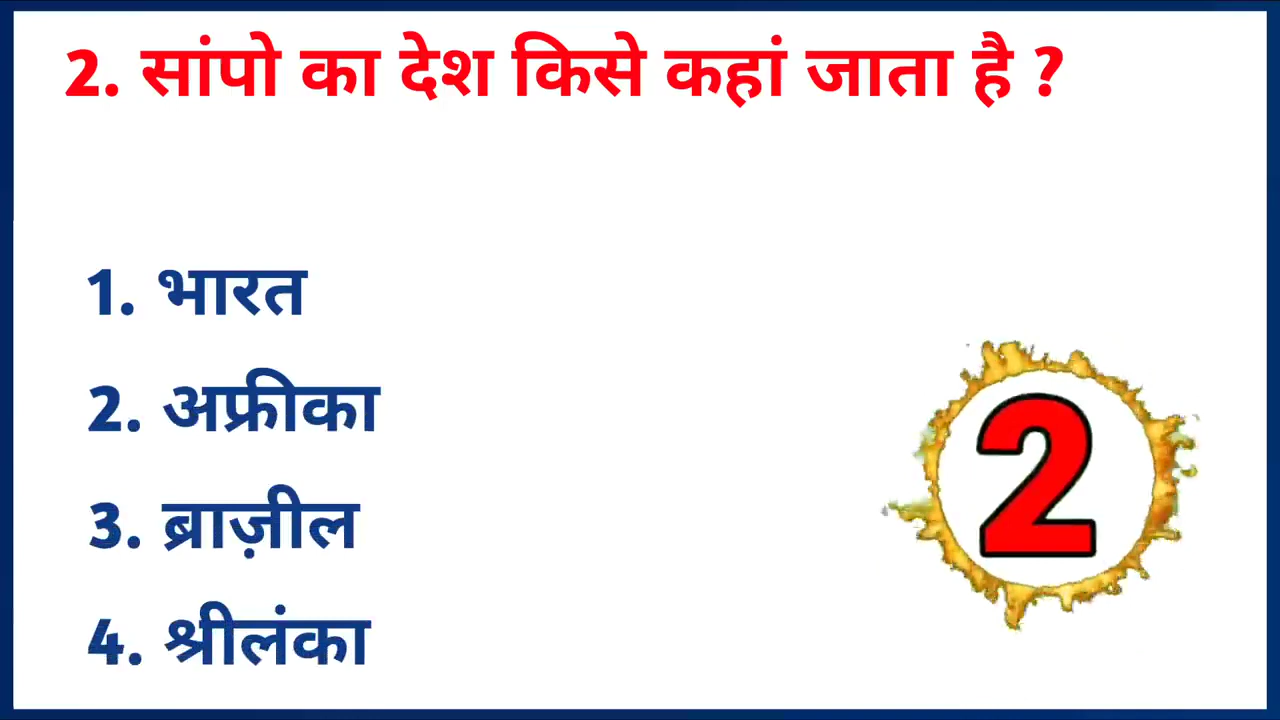 2. सांपो का देश किसे कहां जाता है ?
1. भारत
2. अफ्रीका
3. ब्राज़ील
4. श्रीलंका
2